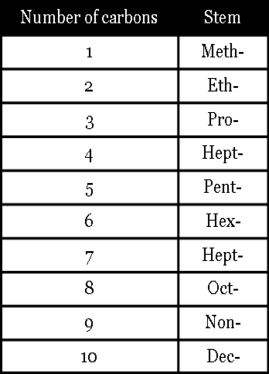 Number of carbons Stem
1 Meth-
2 Eth-
3 Pro-
4 Hept-
5 Pent-
6 Hex-
7 Hept-
8 Oct-
9 Non-
10 Dec-